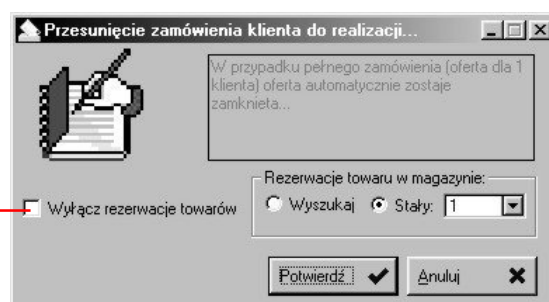 Przesunięcie zamówienia klienta do realizacji...
W przypadku pełnego zamówienia (oferta dla 1
klienta) oferta automatycznie zostaje
zamknieta...
Rezerwacje towaru w magazynie:
Wyłącz rezerwacje towarów
Wyszukaj Stały: 1
Potwierdź Anuluj